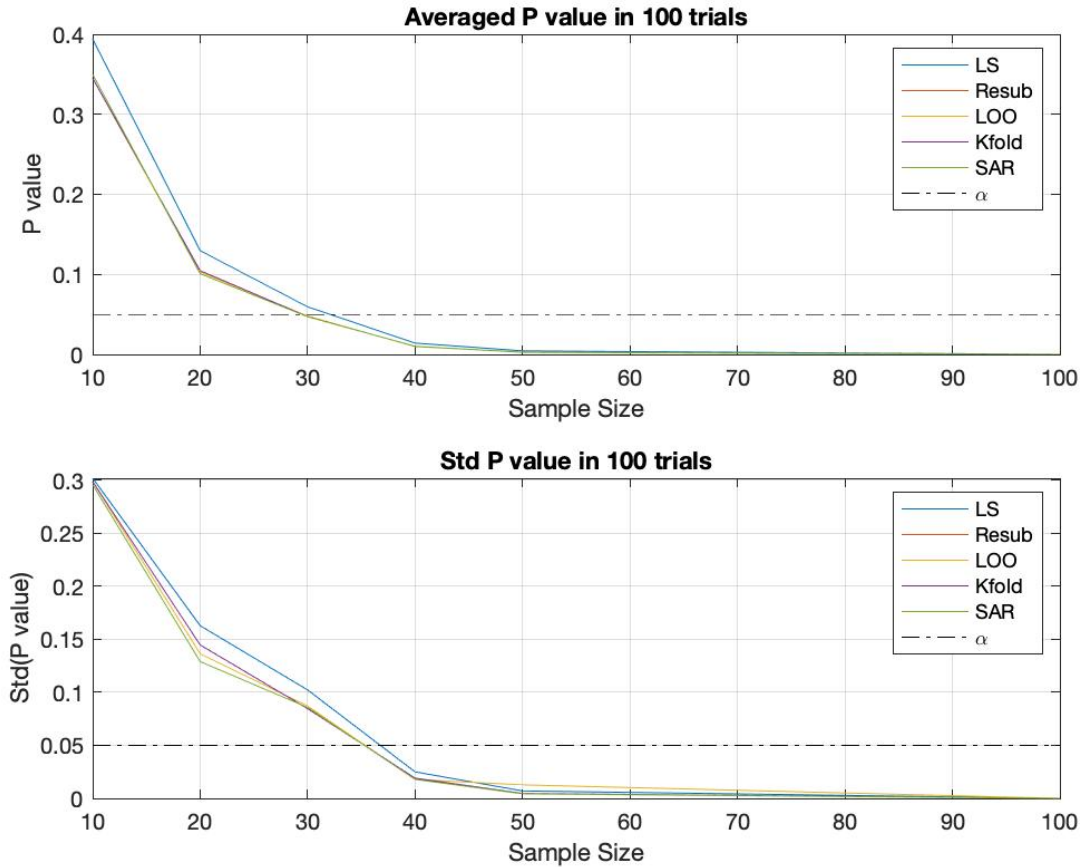 Averaged P value in 100 trials
0.4
0.3
0.2
0.1
0
P value
LS
Resub
LOO
Kfold
SAR
α
10 20 30 40 50 60 70 80 90 100
Sample Size
Std P value in 100 trials
0.3
0.25
0.2
0.15
0.1
0.05
0
Std(P value)
LS
Resub
LOO
Kfold
SAR
α
10 20 30 40 50 60 70 80 90 100
Sample Size